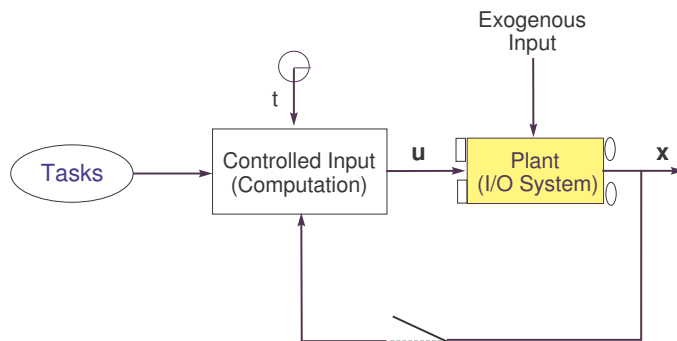 Exogenous
Input
t
Tasks
Controlled Input
(Computation)
u
Plant
(I/O System)
x